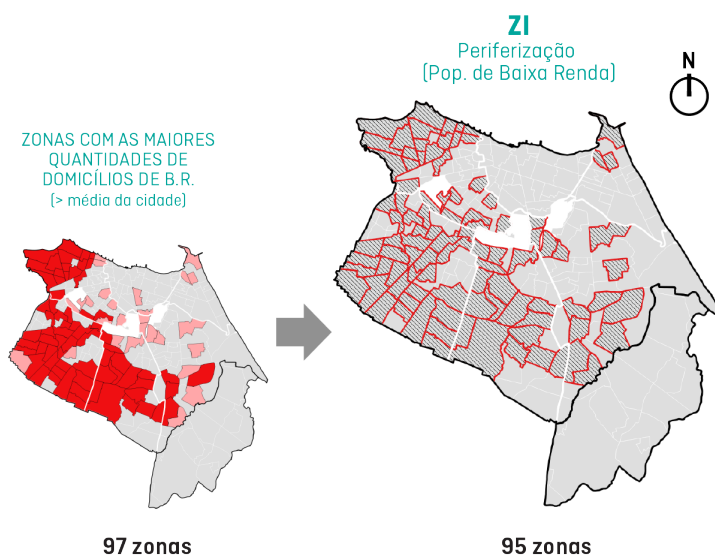 ZI
Periferização
(Pop. de Baixa Renda)
N
ZONAS COM AS MAIORES
QUANTIDADES DE
DOMICÍLIOS DE B.R.
(> média da cidade)
97 zonas
95 zonas